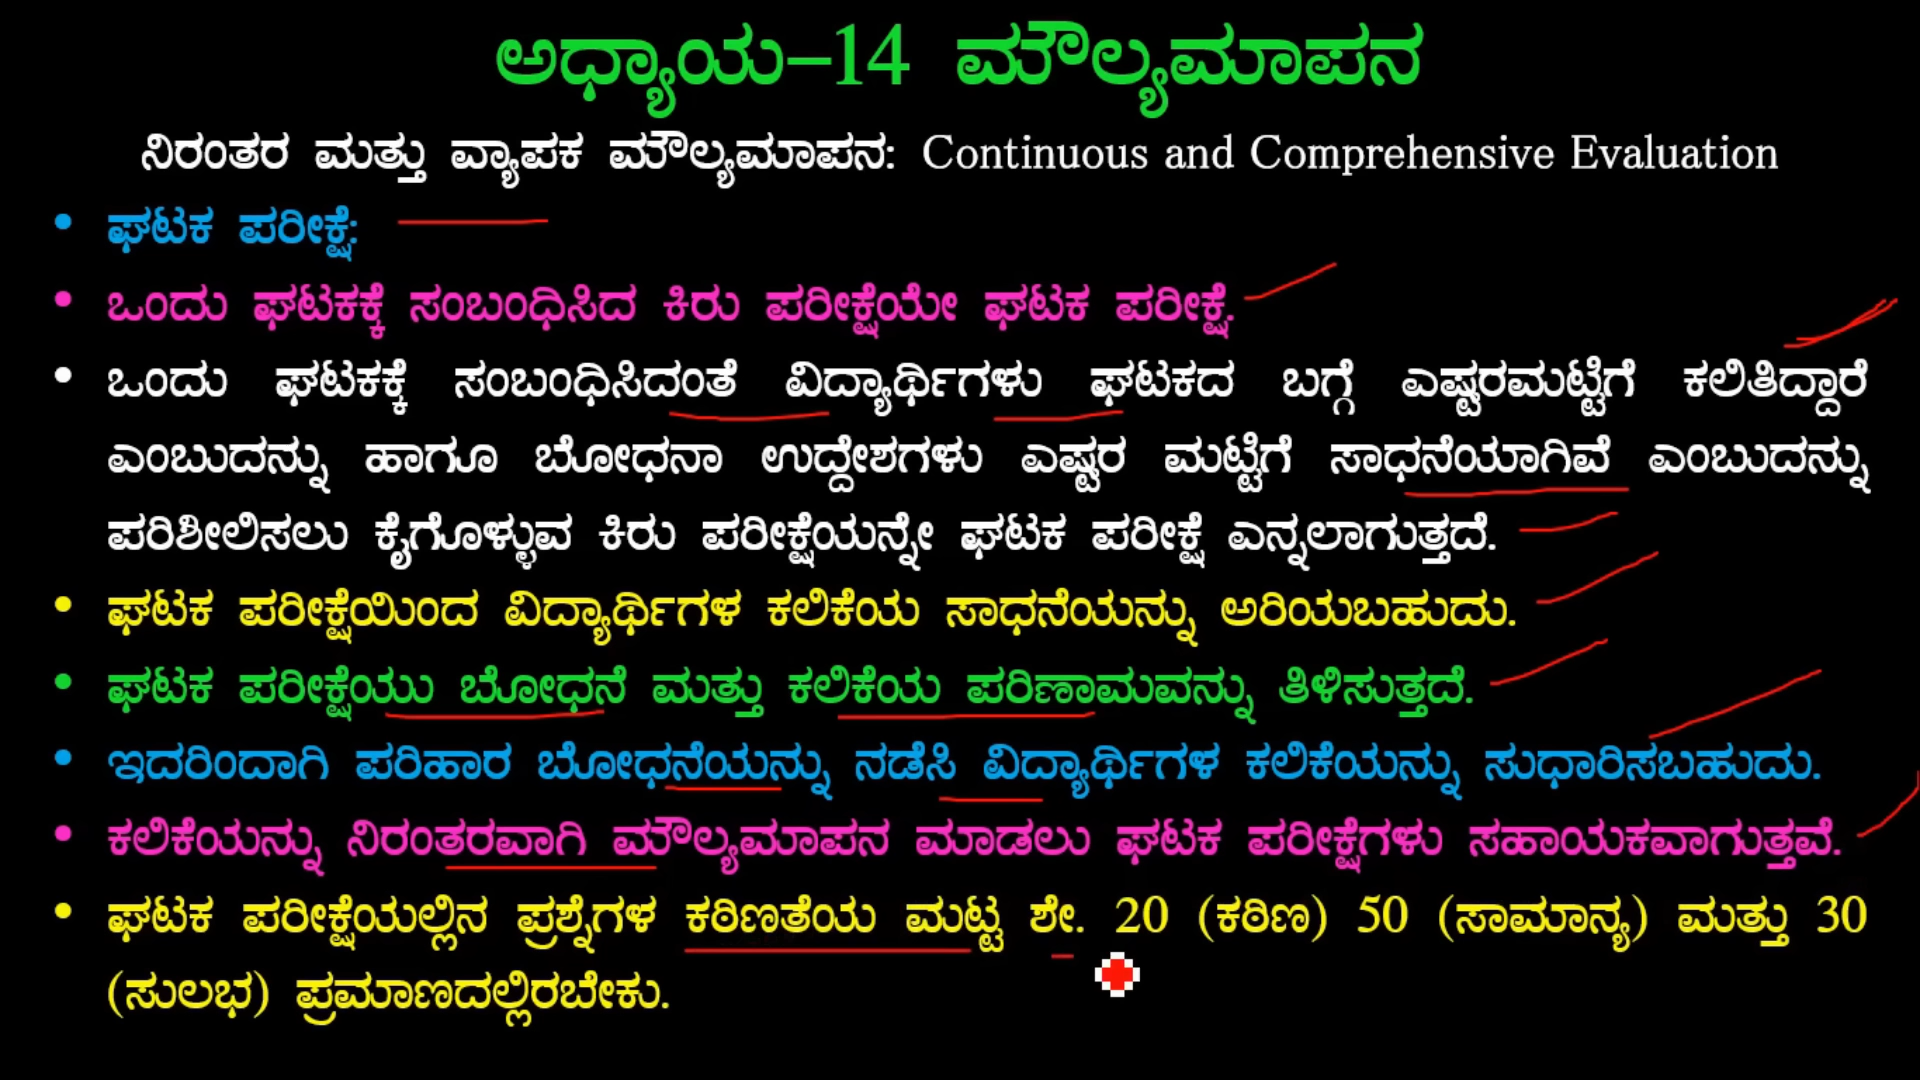 ಅಧ್ಯಾಯ–14 ಮೌಲ್ಯಮಾಪನ
ನಿರಂತರ ಮತ್ತು ವ್ಯಾಪಕ ಮೌಲ್ಯಮಾಪನ: Continuous and Comprehensive Evaluation
• ಘಟಕ ಪರೀಕ್ಷೆ:
• ಒಂದು ಘಟಕಕ್ಕೆ ಸಂಬಂಧಿಸಿದ ಕಿರು ಪರೀಕ್ಷೆಯೇ ಘಟಕ ಪರೀಕ್ಷೆ.
• ಒಂದು ಘಟಕಕ್ಕೆ ಸಂಬಂಧಿಸಿದಂತೆ ವಿದ್ಯಾರ್ಥಿಗಳು ಘಟಕದ ಬಗ್ಗೆ ಎಷ್ಟರಮಟ್ಟಿಗೆ ಕಲಿತಿದ್ದಾರೆ
ಎಂಬುದನ್ನು ಹಾಗೂ ಬೋಧನಾ ಉದ್ದೇಶಗಳು ಎಷ್ಟರ ಮಟ್ಟಿಗೆ ಸಾಧನೆಯಾಗಿವೆ ಎಂಬುದನ್ನು
ಪರಿಶೀಲಿಸಲು ಕೈಗೊಳ್ಳುವ ಕಿರು ಪರೀಕ್ಷೆಯನ್ನೇ ಘಟಕ ಪರೀಕ್ಷೆ ಎನ್ನಲಾಗುತ್ತದೆ.
• ಘಟಕ ಪರೀಕ್ಷೆಯಿಂದ ವಿದ್ಯಾರ್ಥಿಗಳ ಕಲಿಕೆಯ ಸಾಧನೆಯನ್ನು ಅರಿಯಬಹುದು.
• ಘಟಕ ಪರೀಕ್ಷೆಯು ಬೋಧನೆ ಮತ್ತು ಕಲಿಕೆಯ ಪರಿಣಾಮವನ್ನು ತಿಳಿಸುತ್ತದೆ.
• ಇದರಿಂದಾಗಿ ಪರಿಹಾರ ಬೋಧನೆಯನ್ನು ನಡೆಸಿ ವಿದ್ಯಾರ್ಥಿಗಳ ಕಲಿಕೆಯನ್ನು ಸುಧಾರಿಸಬಹುದು.
• ಕಲಿಕೆಯನ್ನು ನಿರಂತರವಾಗಿ ಮೌಲ್ಯಮಾಪನ ಮಾಡಲು ಘಟಕ ಪರೀಕ್ಷೆಗಳು ಸಹಾಯಕವಾಗುತ್ತವೆ.
• ಘಟಕ ಪರೀಕ್ಷೆಯಲ್ಲಿನ ಪ್ರಶ್ನೆಗಳ ಕಠಿಣತೆಯ ಮಟ್ಟ ಶೇ. 20 (ಕಠಿಣ) 50 (ಸಾಮಾನ್ಯ) ಮತ್ತು 30
(ಸುಲಭ) ಪ್ರಮಾಣದಲ್ಲಿರಬೇಕು.